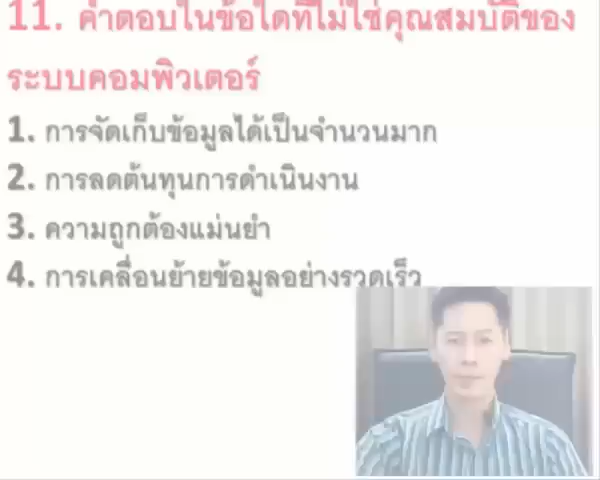 11. คำตอบในข้อใดที่ไม่ใช่คุณสมบัติของ
ระบบคอมพิวเตอร์
1. การจัดเก็บข้อมูลได้เป็นจำนวนมาก
2. การลดต้นทุนการดำเนินงาน
3. ความถูกต้องแม่นยำ
4. การเคลื่อนย้ายข้อมูลอย่างรวดเร็ว